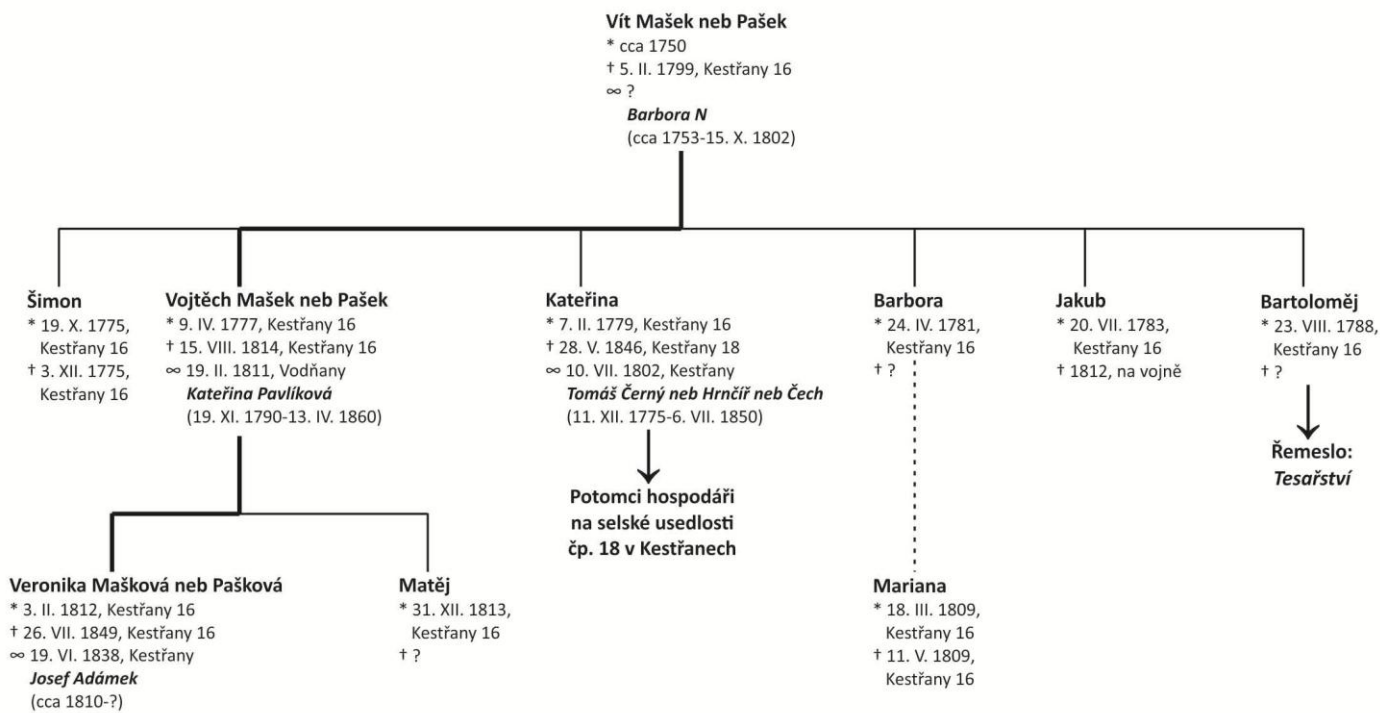 Vít Mašek neb Pašek
* cca 1750
† 5. II. 1799, Kestřany 16
∞ ?
Barbora N
(cca 1753-15. X. 1802)
Šimon
* 19. X. 1775,
Kestřany 16
† 3. XII. 1775,
Kestřany 16
Vojtěch Mašek neb Pašek
* 9. IV. 1777, Kestřany 16
† 15. VIII. 1814, Kestřany 16
∞ 19. II. 1811, Vodňany
Kateřina Pavlíková
(19. XI. 1790-13. IV. 1860)
Kateřina
* 7. II. 1779, Kestřany 16
† 28. V. 1846, Kestřany 18
∞ 10. VII. 1802, Kestřany
Tomáš Černý neb Hrnčíř neb Čech
(11. XII. 1775-6. VII. 1850)
Potomci hospodáři
na selské usedlosti
čp. 18 v Kestřanech
Barbora
* 24. IV. 1781,
Kestřany 16
† ?
Jakub
* 20. VII. 1783,
Kestřany 16
† 1812, na vojně
Bartoloměj
* 23. VIII. 1788,
Kestřany 16
† ?
Řemeslo:
Tesařství
Veronika Mašková neb Pašková
* 3. II. 1812, Kestřany 16
† 26. VII. 1849, Kestřany 16
∞ 19. VI. 1838, Kestřany
Josef Adámek
(cca 1810-?)
Matěj
* 31. XII. 1813,
Kestřany 16
† ?
Mariana
* 18. III. 1809,
Kestřany 16
† 11. V. 1809,
Kestřany 16